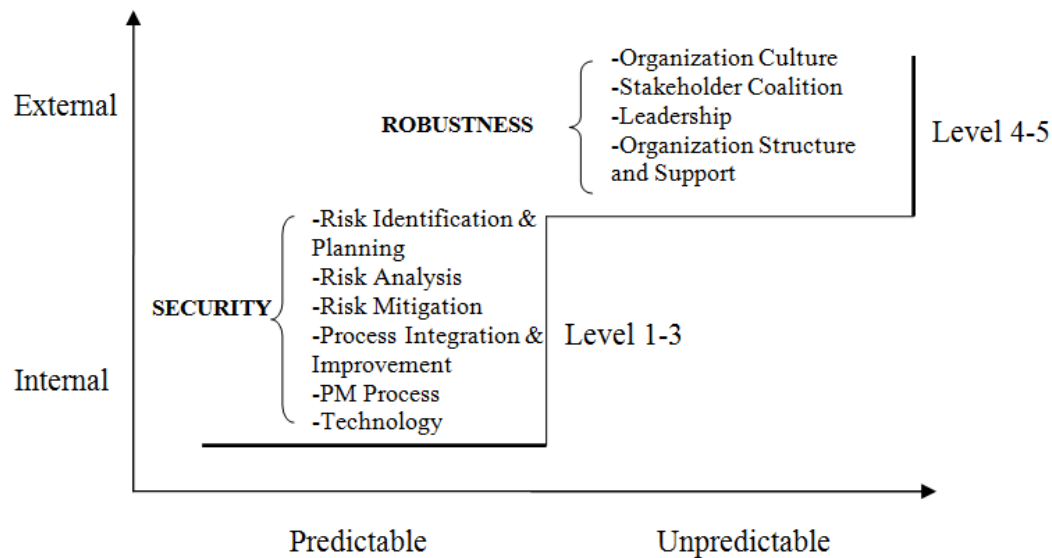 External
ROBUSTNESS
-Organization Culture
-Stakeholder Coalition
-Leadership
-Organization Structure
and Support
Level 4-5
Internal
SECURITY
-Risk Identification &
Planning
-Risk Analysis
-Risk Mitigation
-Process Integration &
Improvement
-PM Process
-Technology
Level 1-3
Predictable
Unpredictable